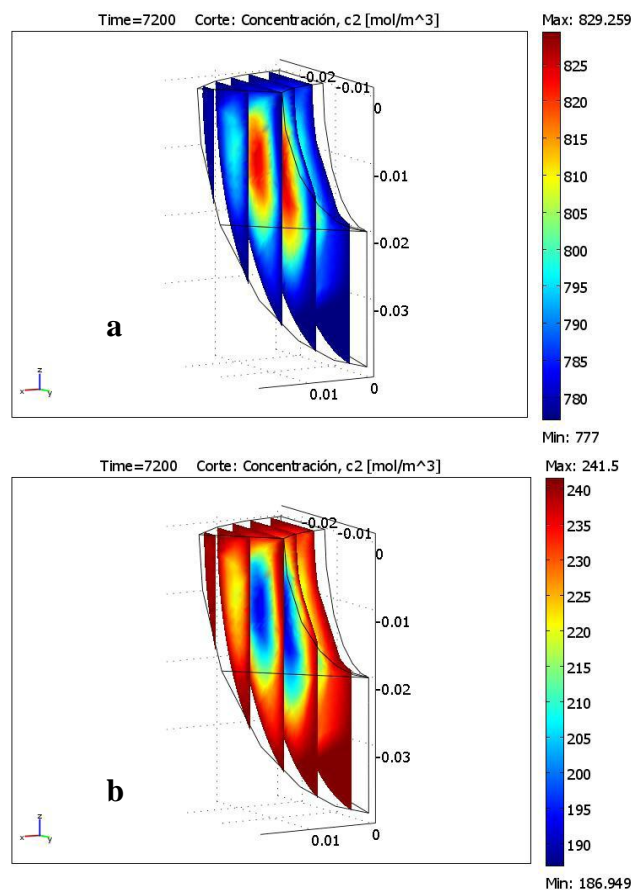 Time=7200 Corte: Concentración, c2 [mol/m^3]
Max: 829.259
-0.02
-0.01
0
-0.01
-0.02
-0.03
0.01
0
825
820
815
810
805
800
795
790
785
780
a
z
x
y
Min: 777
Time=7200 Corte: Concentración, c2 [mol/m^3]
Max: 241.5
-0.02
-0.01
0
-0.01
-0.02
-0.03
0.01
0
240
235
230
225
220
215
210
205
200
195
190
b
z
x
y
Min: 186.949